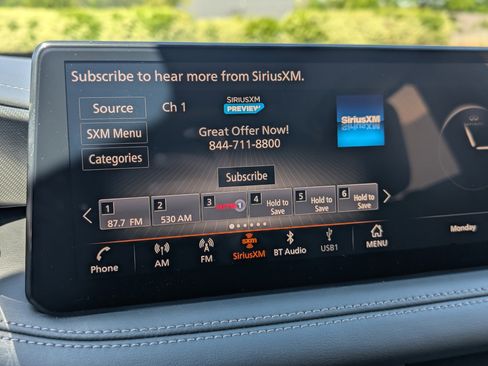 Subscribe to hear more from SiriusXM.
Source
Ch 1
SIRIUSXM
PREVIEW
SiriusXM
SXM Menu
Great Offer Now!
844-711-8800
Categories
Subscribe
1
87.7 FM
2
530 AM
3
1
4
Hold to
Save
5
Hold to
Save
6
Hold to
Save
Phone
AM
FM
sxm
SiriusXM
BT Audio
USB1
MENU
Monday